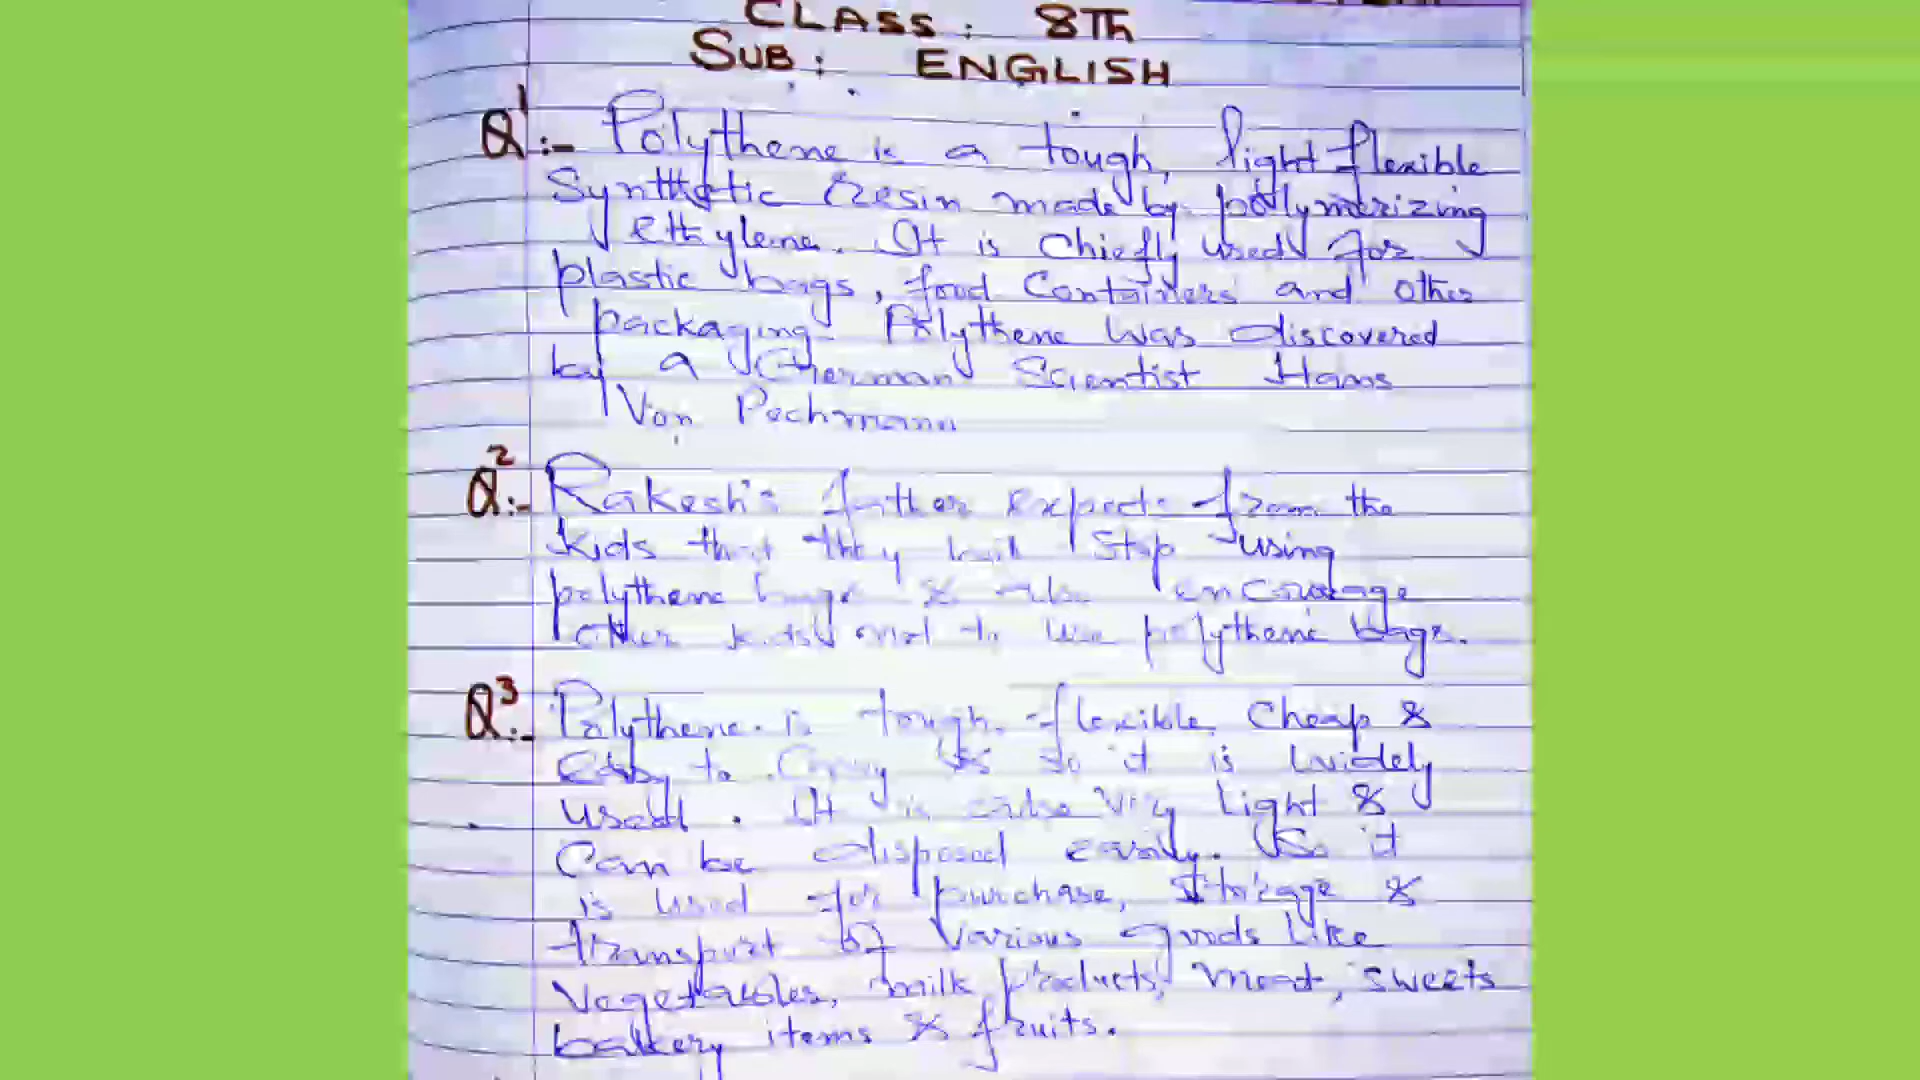 CLASS : 8Th
SUB : ENGLISH
Q1:- Polythene is a tough, light flexible
Synthetic resin made by polymerizing
ethylene. It is chiefly used for
plastic bags, food Containers and other
packaging. Polythene was discovered
by a German Scientist Hans
Von Pechmann
Q2:- Rakesh's father expects from the
kids that they will stop using
polythene bags & also encourage
other kids not to use polythene bags.
Q3:- Polythene is tough, flexible, Cheap &
Easy to Carry so it is widely
used. It is also very light &
Can be disposed easily. So it
is used for purchase, storage &
transport of various goods like
Vegetables, milk products, meat, sweets
bakery items & fruits.